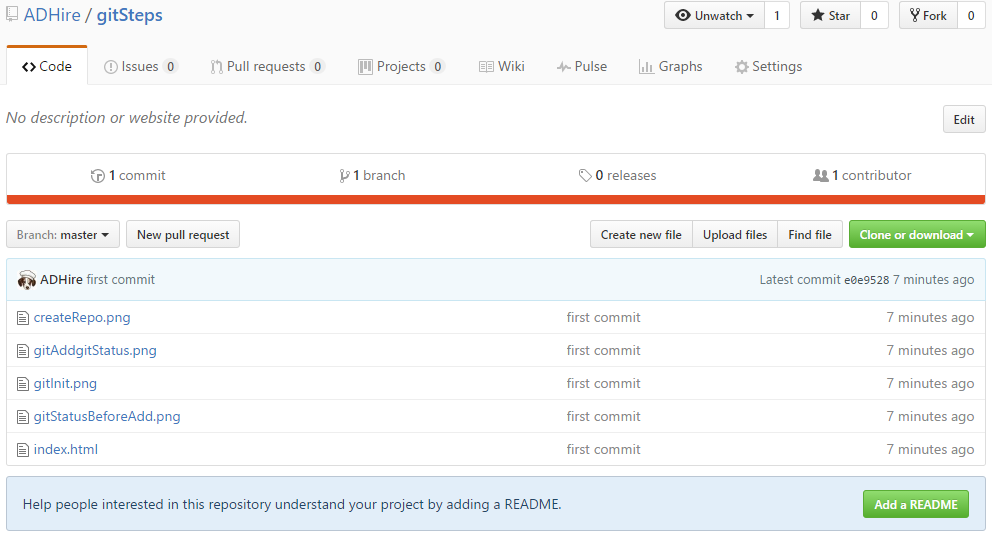 ADHire / gitSteps Unwatch 1 Star 0 Fork 0
Code Issues 0 Pull requests 0 Projects 0 Wiki Pulse Graphs Settings
No description or website provided. Edit
1 commit 1 branch 0 releases 1 contributor
Branch: master New pull request Create new file Upload files Find file Clone or download
ADHire first commit Latest commit e0e9528 7 minutes ago
createRepo.png first commit 7 minutes ago
gitAddgitStatus.png first commit 7 minutes ago
gitInit.png first commit 7 minutes ago
gitStatusBeforeAdd.png first commit 7 minutes ago
index.html first commit 7 minutes ago
Help people interested in this repository understand your project by adding a README. Add a README